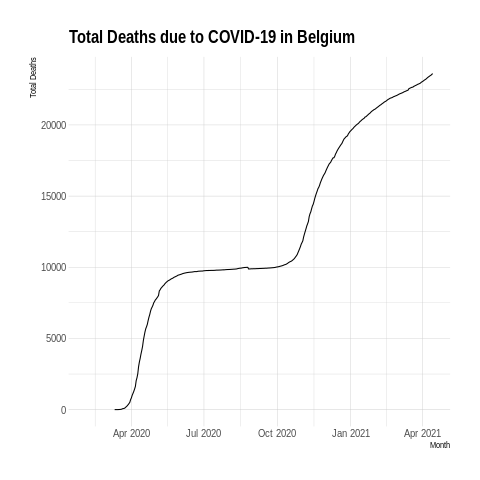 Total Deaths due to COVID-19 in Belgium
Total Deaths
20000
15000
10000
5000
0
Apr 2020 Jul 2020 Oct 2020 Jan 2021 Apr 2021
Month